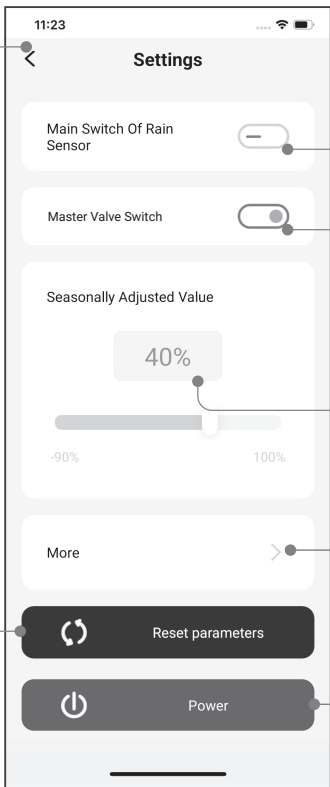 11:23
Settings
Main Switch Of Rain
Sensor
Master Valve Switch
Seasonally Adjusted Value
40%
-90% 100%
More
Reset parameters
Power